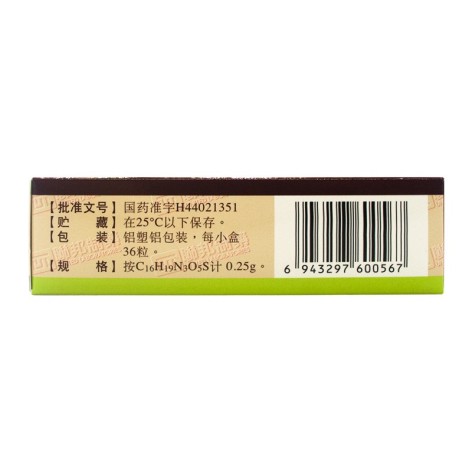 【批准文号】国药准字H44021351
【贮 藏】在25°C以下保存。
【包 装】铝塑铝包装，每小盒
36粒。
【规 格】按C₁₆H₁₉N₃O₅S计 0.25g。
6 943297 600567